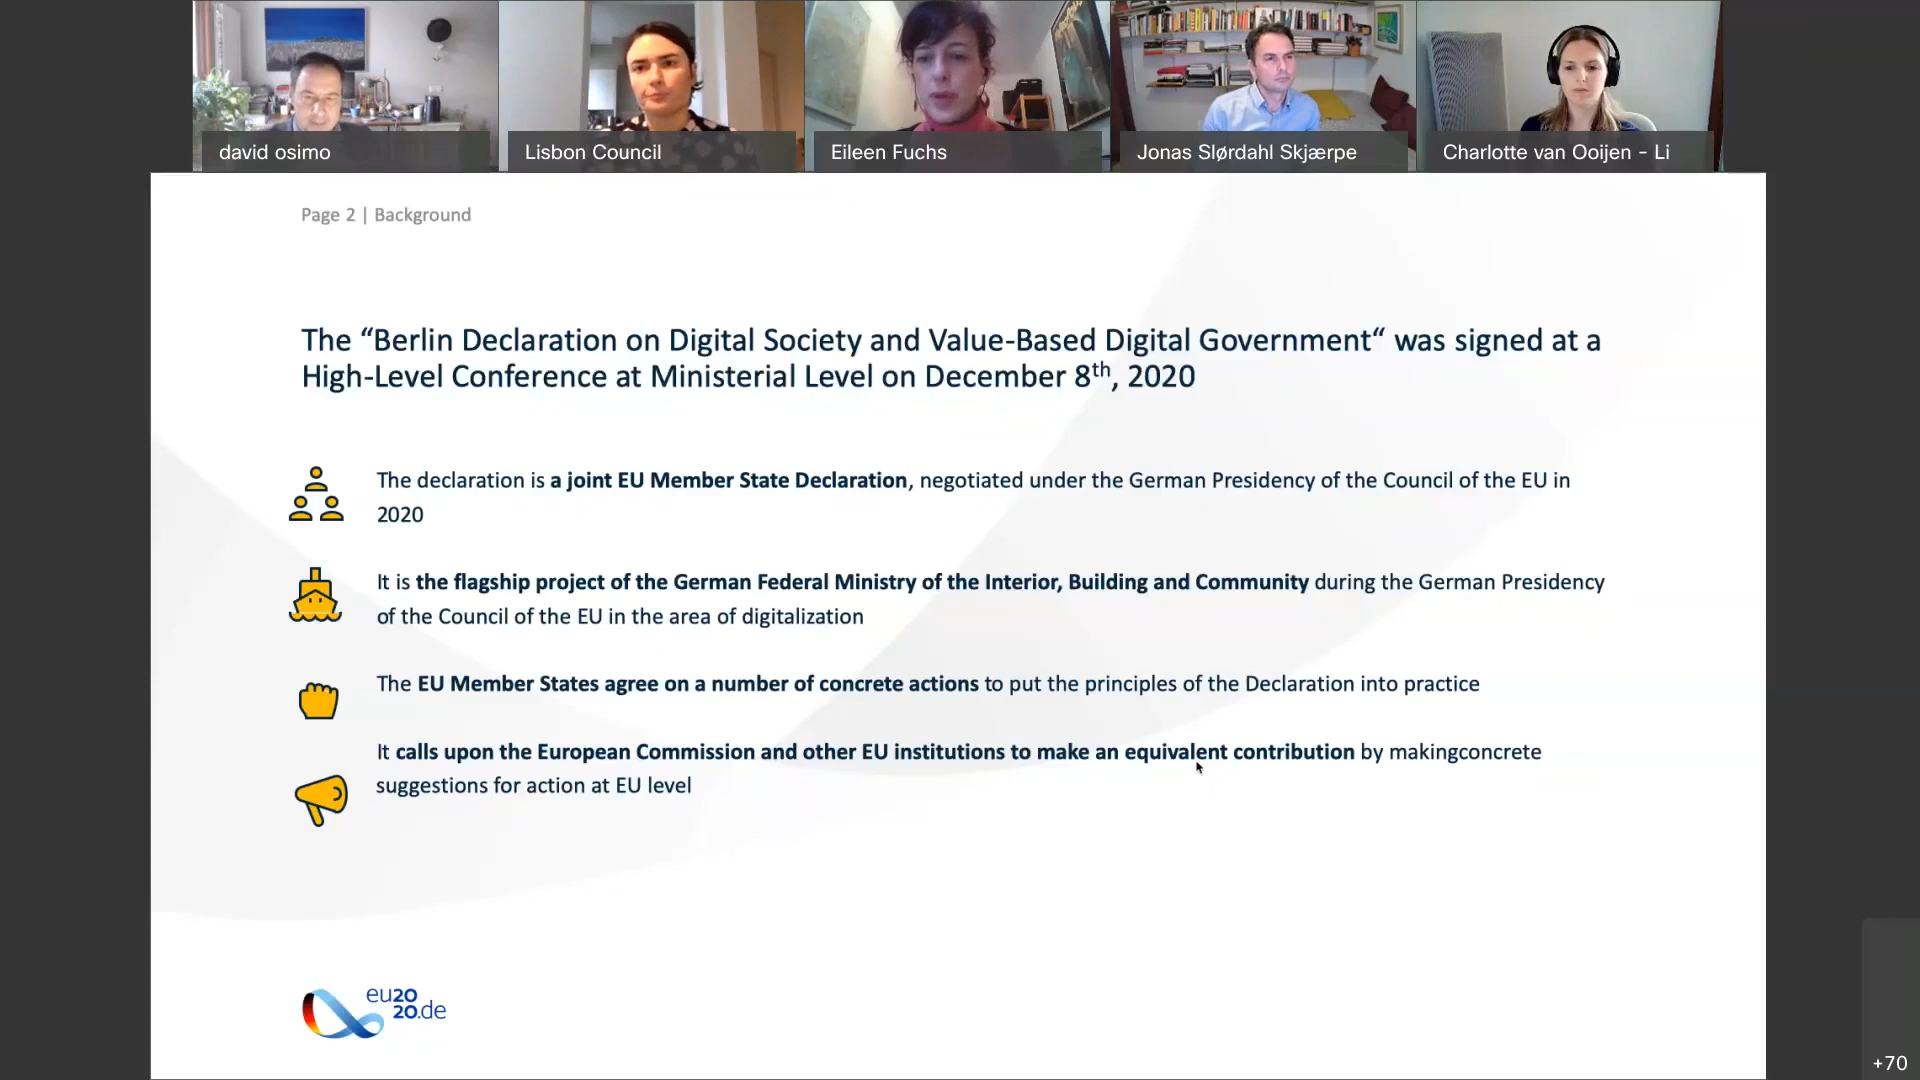 david osimo
Lisbon Council
Eileen Fuchs
Jonas Slørdahl Skjærpe
Charlotte van Ooijen - Li
Page 2 | Background
The “Berlin Declaration on Digital Society and Value-Based Digital Government“ was signed at a
High-Level Conference at Ministerial Level on December 8th, 2020
The declaration is a joint EU Member State Declaration, negotiated under the German Presidency of the Council of the EU in
2020
It is the flagship project of the German Federal Ministry of the Interior, Building and Community during the German Presidency
of the Council of the EU in the area of digitalization
The EU Member States agree on a number of concrete actions to put the principles of the Declaration into practice
It calls upon the European Commission and other EU institutions to make an equivalent contribution by makingconcrete
suggestions for action at EU level
eu20
20.de
+70